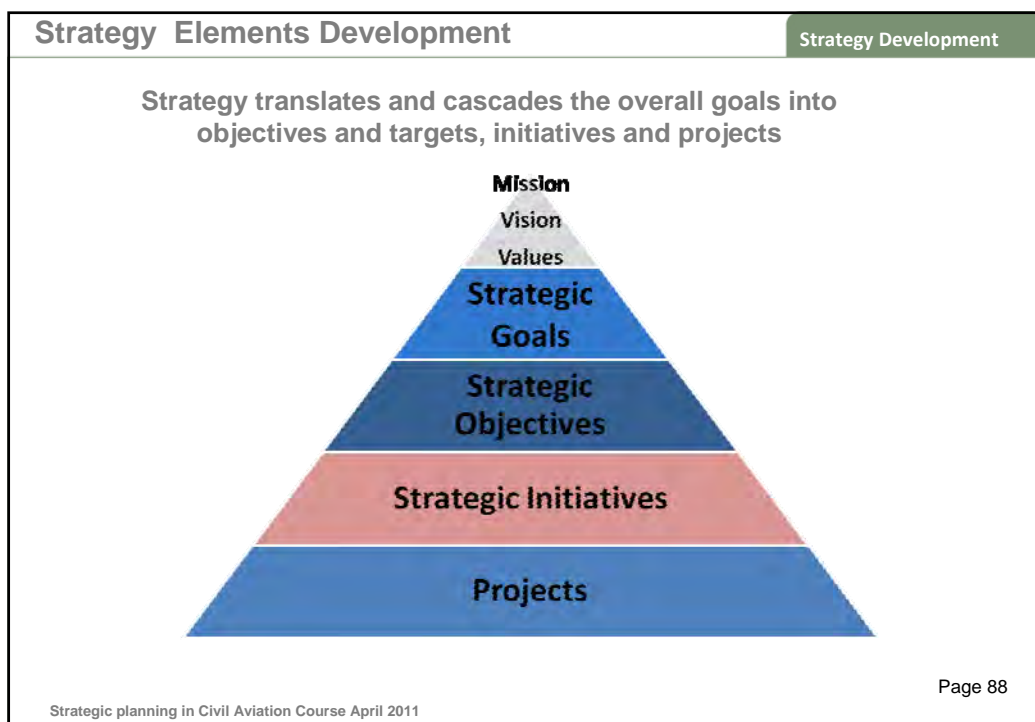 Strategy Elements Development
Strategy Development
Strategy translates and cascades the overall goals into
objectives and targets, initiatives and projects
Mission
Vision
Values
Strategic
Goals
Strategic
Objectives
Strategic Initiatives
Projects
Page 88
Strategic planning in Civil Aviation Course April 2011